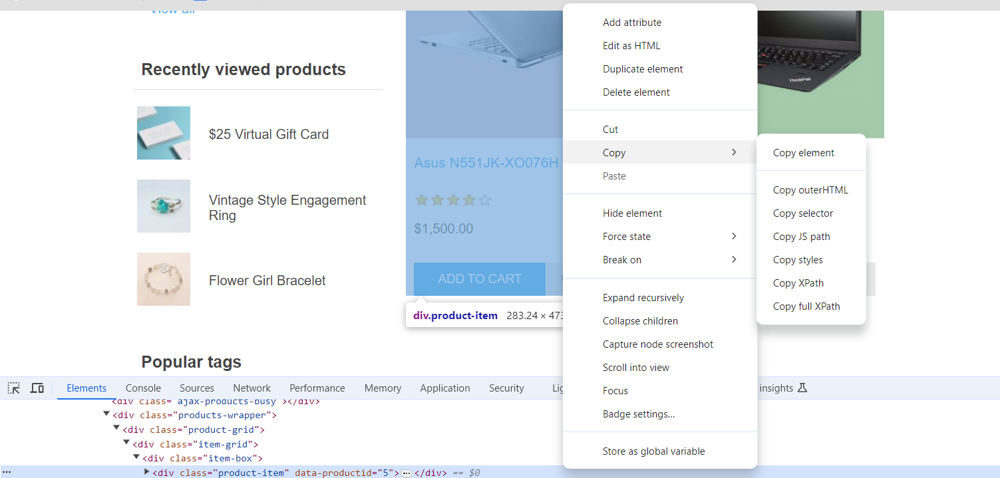 View all
Recently viewed products
$25 Virtual Gift Card
Vintage Style Engagement
Ring
Flower Girl Bracelet
Popular tags
ThinkPad
Asus N551JK-XO076H
$1,500.00
ADD TO CART
div.product-item 283.24 × 473
Add attribute
Edit as HTML
Duplicate element
Delete element
Cut
Copy
Paste
Hide element
Force state
Break on
Expand recursively
Collapse children
Capture node screenshot
Scroll into view
Focus
Badge settings...
Store as global variable
Copy element
Copy outerHTML
Copy selector
Copy JS path
Copy styles
Copy XPath
Copy full XPath
Elements Console Sources Network Performance Memory Application Security Lig insights
<div class="ajax-products-busy"></div>
<div class="products-wrapper">
<div class="product-grid">
<div class="item-grid">
<div class="item-box">
... <div class="product-item" data-productid="5">...</div> == $0